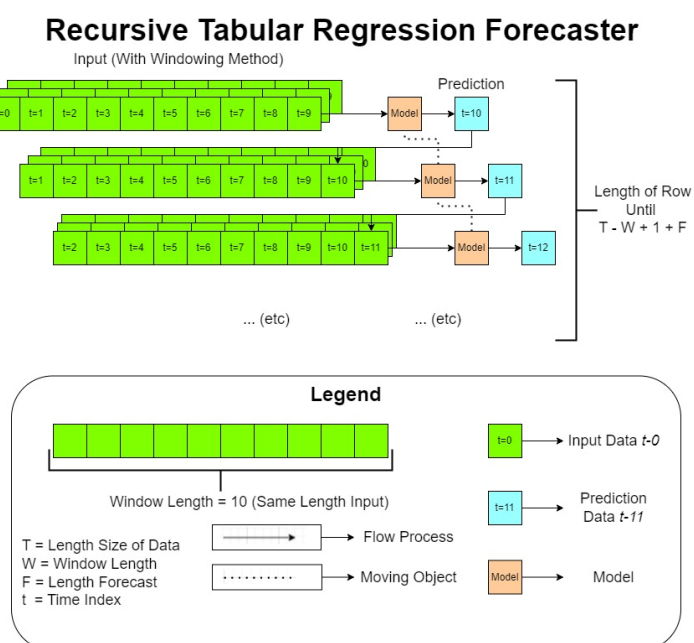 Recursive Tabular Regression Forecaster
Input (With Windowing Method)
Prediction
=0 t=1 t=2 t=3 t=4 t=5 t=6 t=7 t=8 t=9 Model t=10
0
t=1 t=2 t=3 t=4 t=5 t=6 t=7 t=8 t=9 t=10 Model t=11
t=2 t=3 t=4 t=5 t=6 t=7 t=8 t=9 t=10 t=11 Model t=12
Length of Row
Until
T - W + 1 + F
... (etc) ... (etc)
Legend
Window Length = 10 (Same Length Input)
T = Length Size of Data
W = Window Length
F = Length Forecast
t = Time Index
Flow Process
Moving Object
t=0 Input Data t-0
t=11 Prediction
Data t-11
Model Model